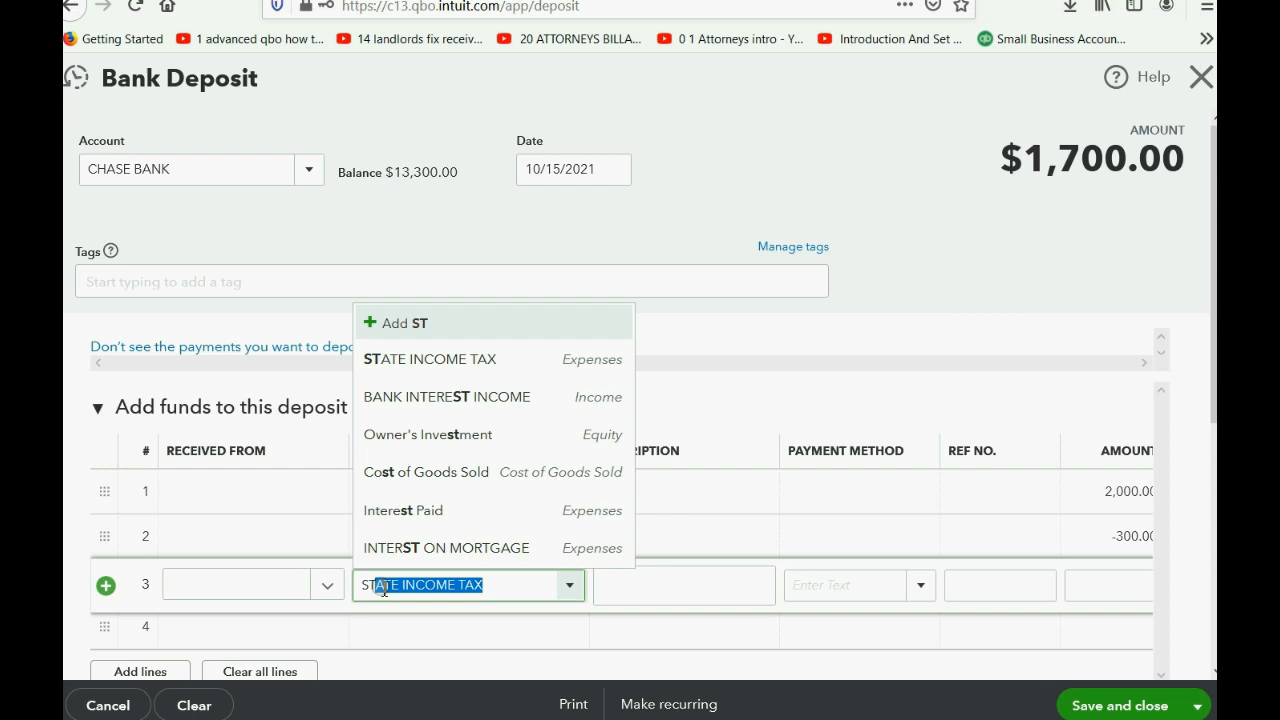 https://c13.qbo.intuit.com/app/deposit
Getting Started 1 advanced qbo how t... 14 landlords fix receiv... 20 ATTORNEYS BILLA... 0 1 Attorneys intro - Y... Introduction And Set ... Small Business Accoun...
Bank Deposit Help
AMOUNT
$1,700.00
Account Date
CHASE BANK Balance $13,300.00 10/15/2021
Tags Manage tags
Start typing to add a tag
Add ST
Don't see the payments you want to depo
STATE INCOME TAX Expenses
BANK INTEREST INCOME Income
Add funds to this deposit
Owner's Investment Equity
# RECEIVED FROM RIPTION PAYMENT METHOD REF NO. AMOUNT
Cost of Goods Sold Cost of Goods Sold
1 2,000.00
Interest Paid Expenses
2 -300.00
INTERST ON MORTGAGE Expenses
3 STATE INCOME TAX Enter Text
4
Add lines Clear all lines
Cancel Clear Print Make recurring Save and close